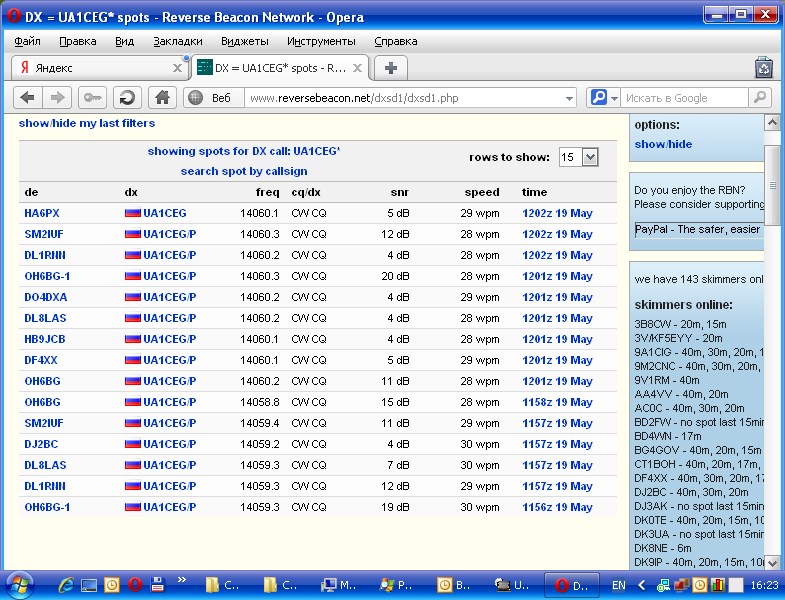 DX = UA1CEG* spots - Reverse Beacon Network - Opera
Файл Правка Вид Закладки Виджеты Инструменты Справка
Яндекс DX = UA1CEG* spots - R...
Веб www.reversebeacon.net/dxsd1/dxsd1.php Искать в Google
show/hide my last filters
showing spots for DX call: UA1CEG*
search spot by callsign
rows to show: 15
de dx freq cq/dx snr speed time
HA6PX UA1CEG 14060.1 CW CQ 5 dB 29 wpm 1202z 19 May
SM2IUF UA1CEG/P 14060.3 CW CQ 12 dB 28 wpm 1202z 19 May
DL1RNN UA1CEG/P 14060.2 CW CQ 4 dB 28 wpm 1202z 19 May
OH6BG-1 UA1CEG/P 14060.3 CW CQ 20 dB 28 wpm 1201z 19 May
DO4DXA UA1CEG/P 14060.2 CW CQ 4 dB 29 wpm 1201z 19 May
DL8LAS UA1CEG/P 14060.2 CW CQ 4 dB 28 wpm 1201z 19 May
HB9JCB UA1CEG/P 14060.1 CW CQ 4 dB 28 wpm 1201z 19 May
DF4XX UA1CEG/P 14060.1 CW CQ 5 dB 29 wpm 1201z 19 May
OH6BG UA1CEG/P 14060.2 CW CQ 11 dB 28 wpm 1201z 19 May
OH6BG UA1CEG/P 14058.8 CW CQ 15 dB 28 wpm 1158z 19 May
SM2IUF UA1CEG/P 14059.4 CW CQ 11 dB 29 wpm 1157z 19 May
DJ2BC UA1CEG/P 14059.2 CW CQ 4 dB 30 wpm 1157z 19 May
DL8LAS UA1CEG/P 14059.3 CW CQ 7 dB 30 wpm 1157z 19 May
DL1RNN UA1CEG/P 14059.3 CW CQ 12 dB 29 wpm 1157z 19 May
OH6BG-1 UA1CEG/P 14059.3 CW CQ 19 dB 30 wpm 1156z 19 May
options:
show/hide
Do you enjoy the RBN?
Please consider supporting
PayPal - The safer, easier
we have 143 skimmers onl
skimmers online:
3B8CW - 20m, 15m
3V/KF5EYY - 20m
9A1CIG - 40m, 30m, 20m, 1
9M2CNC - 40m, 30m, 20m,
9V1RM - 40m
AA4VV - 40m, 20m
AC0C - 40m, 30m, 20m
BD2FW - no spot last 15min
BD4WN - 17m
BG4GOV - 40m, 20m, 15m
CT1BOH - 40m, 20m, 17m,
DF4XX - 40m, 30m, 20m, 17
DJ2BC - 40m, 30m, 20m
DJ3AK - no spot last 15min
DK0TE - 40m, 20m, 15m, 10
DK3UA - no spot last 15min
DK8NE - 6m
DK9IP - 40m, 20m, 15m, 10
С.. С.. М.. Р.. В.. U.. D.. EN 16:23